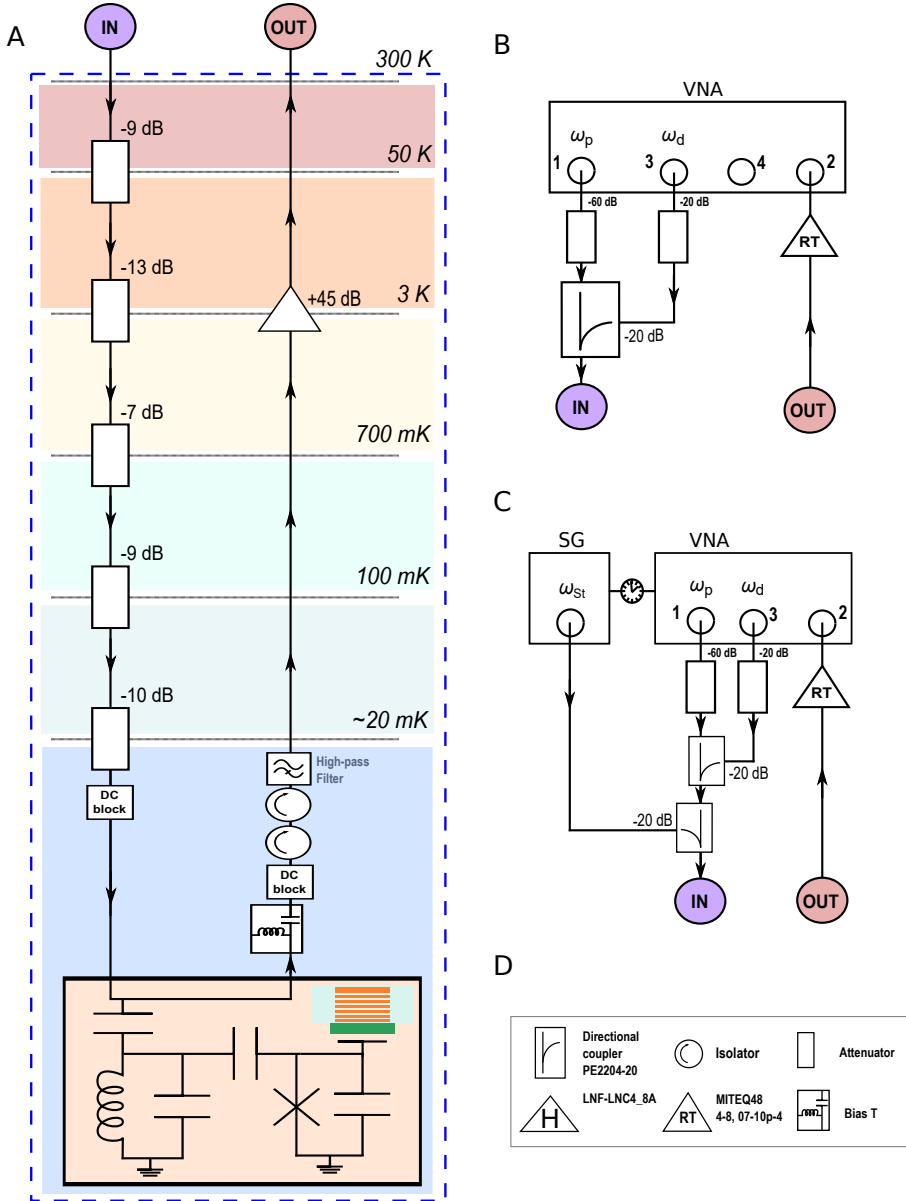 A
IN
OUT
300 K
-9 dB
50 K
-13 dB
3 K
+45 dB
-7 dB
700 mK
-9 dB
100 mK
-10 dB
~20 mK
High-pass
Filter
DC
block
DC
block
B
VNA
ωp
ωd
1
3
4
2
-60 dB
-20 dB
RT
-20 dB
IN
OUT
C
SG
VNA
ωSt
ωp
ωd
1
3
2
-60 dB
-20 dB
RT
-20 dB
-20 dB
IN
OUT
D
Directional
coupler
PE2204-20
Isolator
Attenuator
H
LNF-LNC4_8A
RT
MITEQ48
4-8, 07-10p-4
Bias T